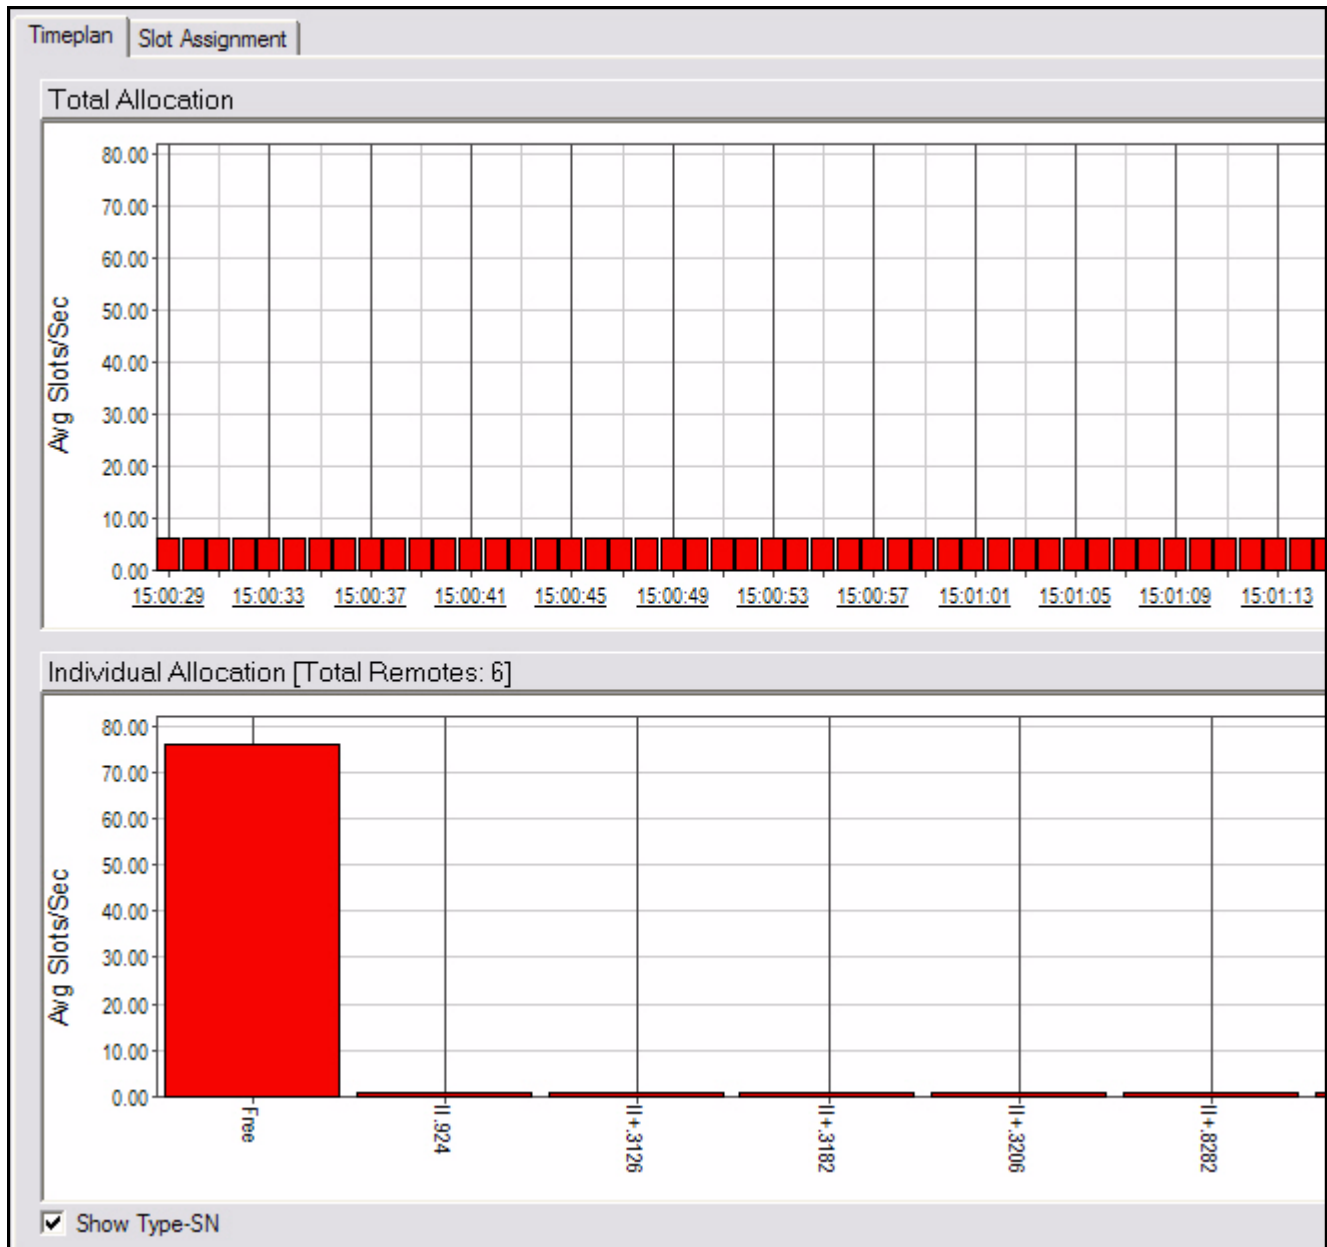 Timeplan
Slot Assignment
Total Allocation
Avg Slots/Sec
80.00
70.00
60.00
50.00
40.00
30.00
20.00
10.00
0.00
15:00:29 15:00:33 15:00:37 15:00:41 15:00:45 15:00:49 15:00:53 15:00:57 15:01:01 15:01:05 15:01:09 15:01:13
Individual Allocation [Total Remotes: 6]
Avg Slots/Sec
80.00
70.00
60.00
50.00
40.00
30.00
20.00
10.00
0.00
Free
II.924
II+.3126
II+.3182
II+.3206
II+.8282
Show Type-SN